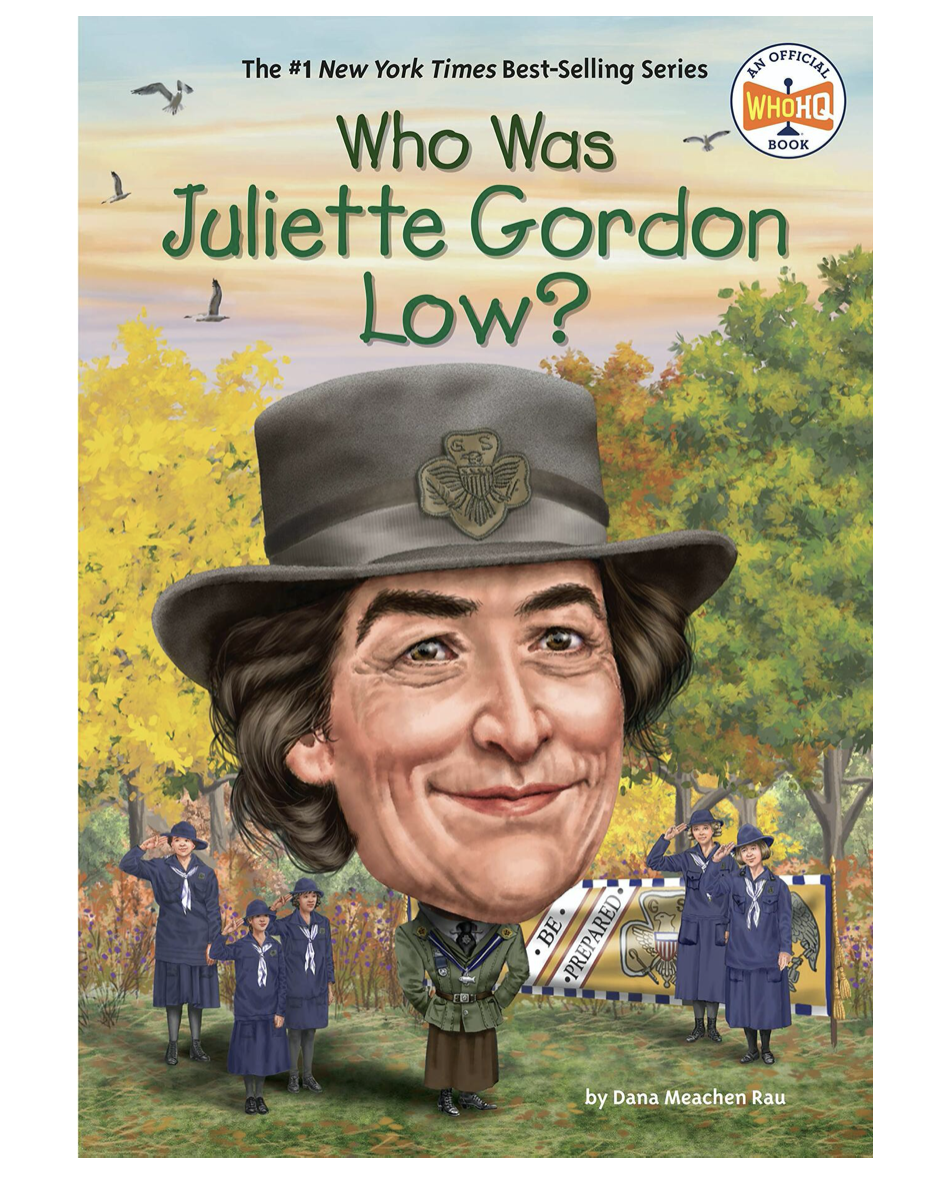 The #1 New York Times Best-Selling Series
AN OFFICIAL
WHOHQ
BOOK
Who Was
Juliette Gordon
Low?
G S
• BE •
• PREPARED •
by Dana Meachen Rau